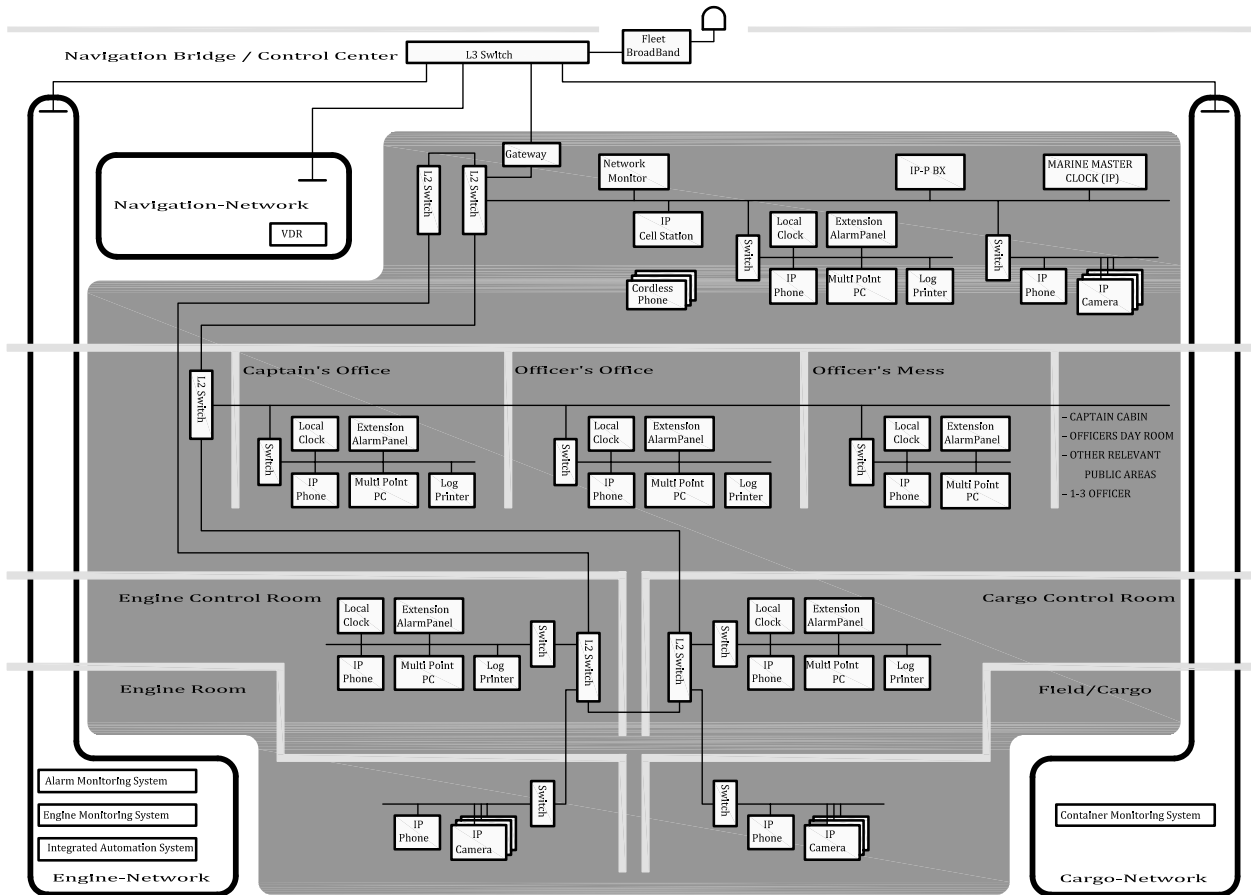 Fleet
BroadBand
Navigation Bridge / Control Center
L3 Switch
Navigation-Network
VDR
Gateway
L2 Switch
L2 Switch
Network
Monitor
IP-P BX
MARINE MASTER
CLOCK (IP)
IP
Cell Station
Cordless
Phone
Switch
Local
Clock
Extension
AlarmPanel
IP
Phone
Multi Point
PC
Log
Printer
Switch
IP
Phone
IP
Camera
L2 Switch
Captain's Office
Switch
Local
Clock
Extension
AlarmPanel
IP
Phone
Multi Point
PC
Log
Printer
Officer's Office
Switch
Local
Clock
Extension
AlarmPanel
IP
Phone
Multi Point
PC
Log
Printer
Officer's Mess
Switch
Local
Clock
Extension
AlarmPanel
IP
Phone
Multi Point
PC
– CAPTAIN CABIN
– OFFICERS DAY ROOM
– OTHER RELEVANT
PUBLIC AREAS
– 1-3 OFFICER
Engine Control Room
Local
Clock
Extension
AlarmPanel
IP
Phone
Multi Point
PC
Log
Printer
Switch
L2 Switch
Cargo Control Room
L2 Switch
Switch
Local
Clock
Extension
AlarmPanel
IP
Phone
Multi Point
PC
Log
Printer
Engine Room
Field/Cargo
IP
Phone
IP
Camera
Switch
Switch
IP
Phone
IP
Camera
Alarm Monitoring System
Engine Monitoring System
Integrated Automation System
Engine-Network
Container Monitoring System
Cargo-Network